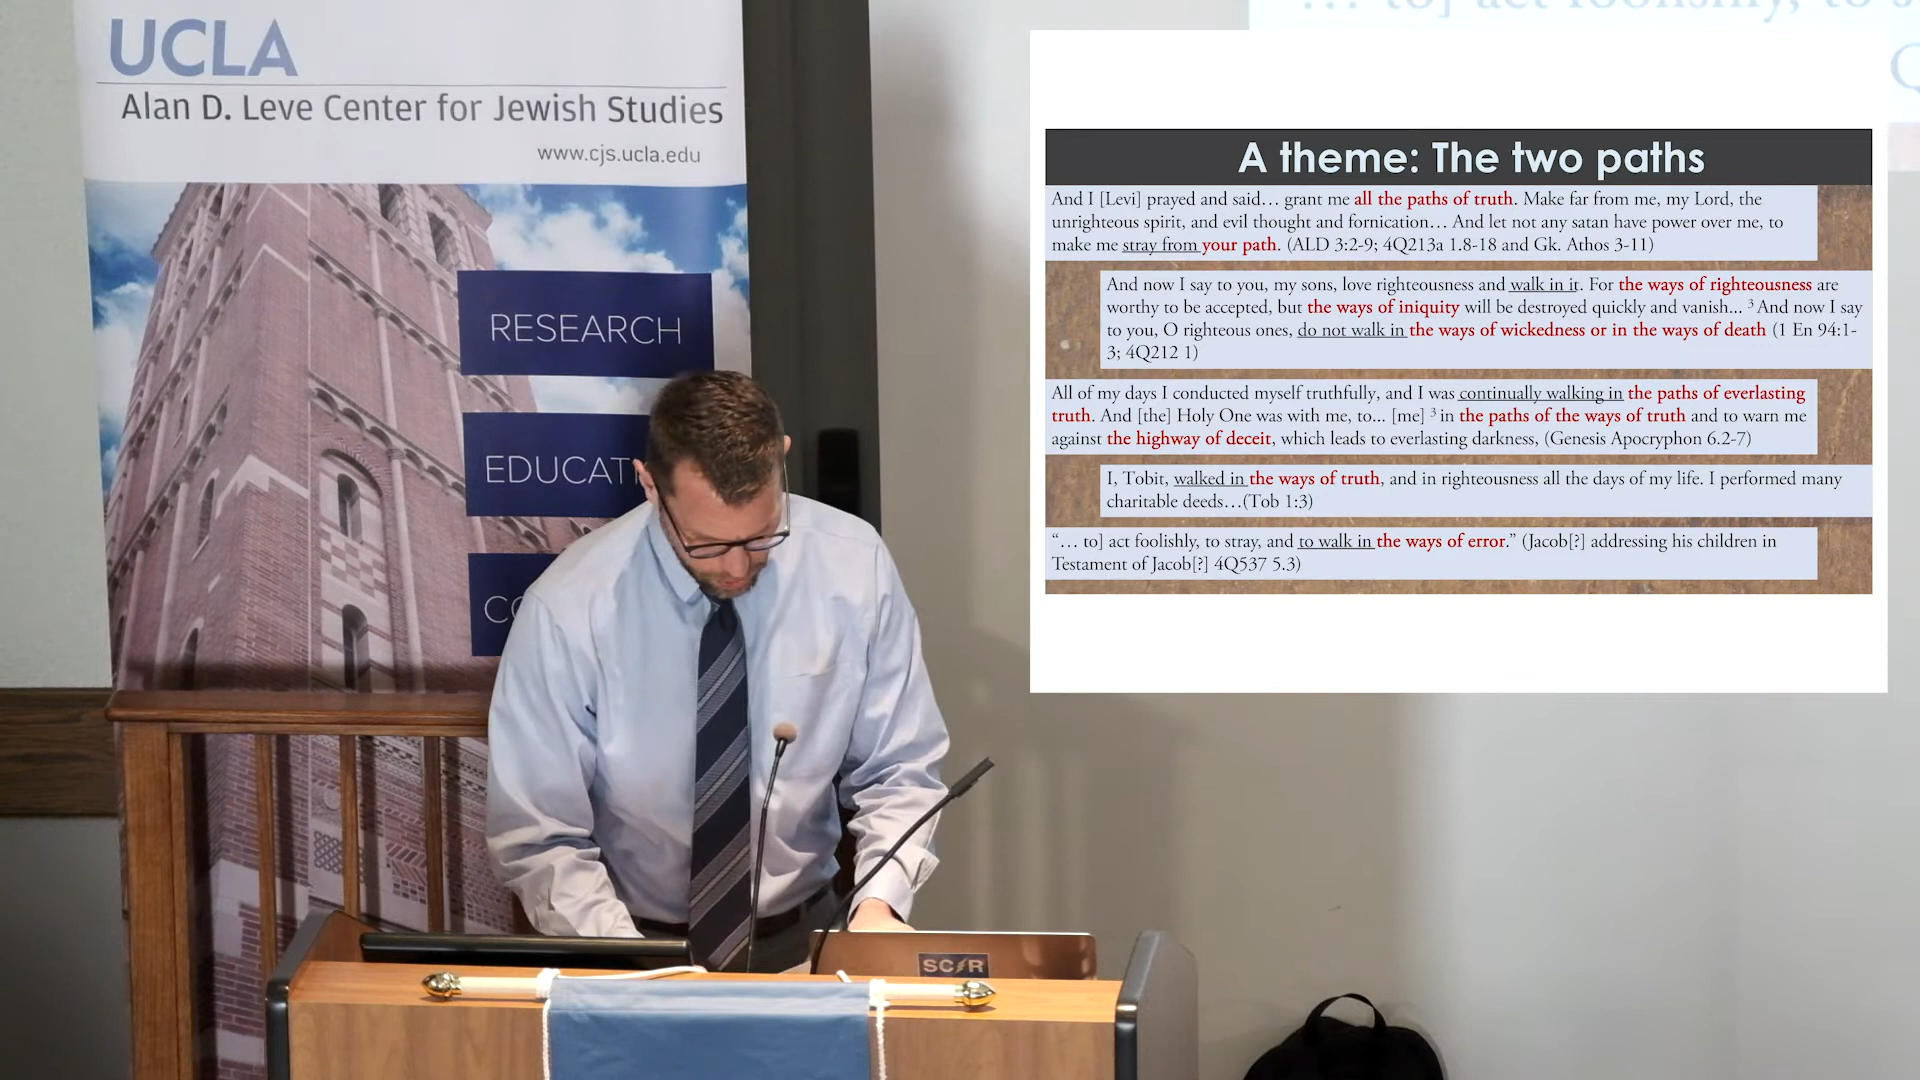 UCLA
Alan D. Leve Center for Jewish Studies
www.cjs.ucla.edu
RESEARCH
EDUCAT
CO
… to] act foolishly, to s
A theme: The two paths
And I [Levi] prayed and said… grant me all the paths of truth. Make far from me, my Lord, the
unrighteous spirit, and evil thought and fornication… And let not any satan have power over me, to
make me stray from your path. (ALD 3:2-9; 4Q213a 1.8-18 and Gk. Athos 3-11)
And now I say to you, my sons, love righteousness and walk in it. For the ways of righteousness are
worthy to be accepted, but the ways of iniquity will be destroyed quickly and vanish... ³ And now I say
to you, O righteous ones, do not walk in the ways of wickedness or in the ways of death (1 En 94:1-
3; 4Q212 1)
All of my days I conducted myself truthfully, and I was continually walking in the paths of everlasting
truth. And [the] Holy One was with me, to... [me] ³ in the paths of the ways of truth and to warn me
against the highway of deceit, which leads to everlasting darkness, (Genesis Apocryphon 6.2-7)
I, Tobit, walked in the ways of truth, and in righteousness all the days of my life. I performed many
charitable deeds…(Tob 1:3)
“… to] act foolishly, to stray, and to walk in the ways of error.” (Jacob[?] addressing his children in
Testament of Jacob[?] 4Q537 5.3)
SC/R